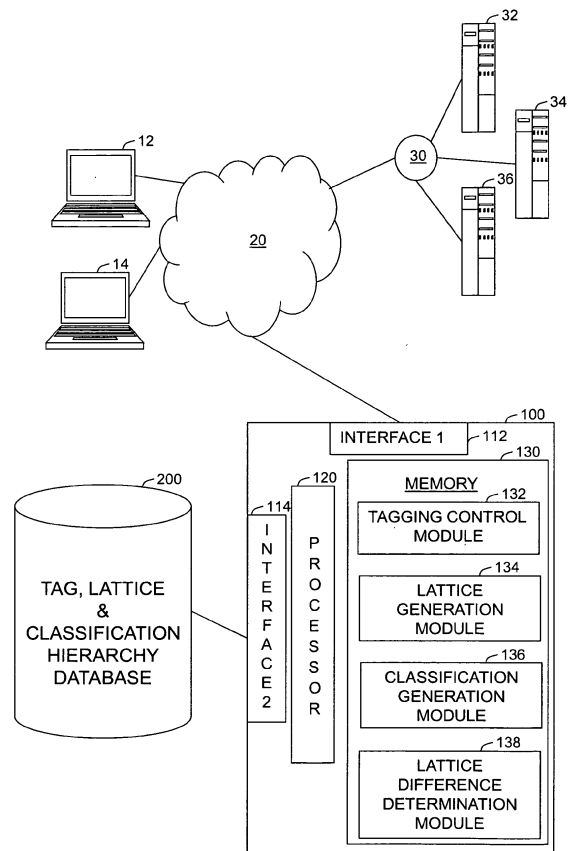 32
34
12
30
36
20
14
100
INTERFACE 1
112
130
200
114
120
MEMORY
132
TAGGING CONTROL
MODULE
INTERFACE 2
PROCESSOR
134
LATTICE
GENERATION
MODULE
TAG, LATTICE
&
CLASSIFICATION
HIERARCHY
DATABASE
136
CLASSIFICATION
GENERATION
MODULE
138
LATTICE
DIFFERENCE
DETERMINATION
MODULE